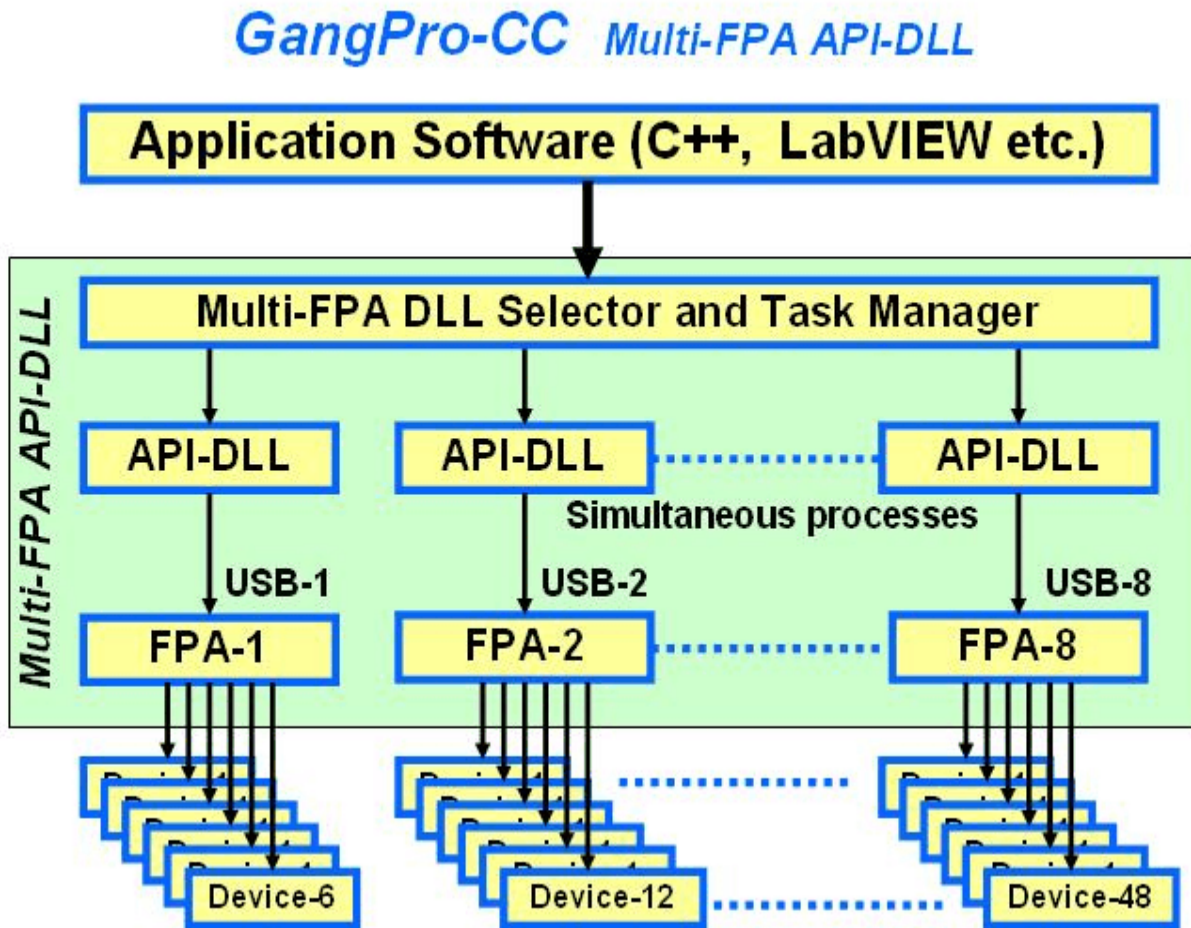 GangPro-CC Multi-FPA API-DLL
Application Software (C++, LabVIEW etc.)
Multi-FPA API-DLL
Multi-FPA DLL Selector and Task Manager
API-DLL API-DLL API-DLL
Simultaneous processes
USB-1 USB-2 USB-8
FPA-1 FPA-2 FPA-8
Device-6 Device-12 Device-48